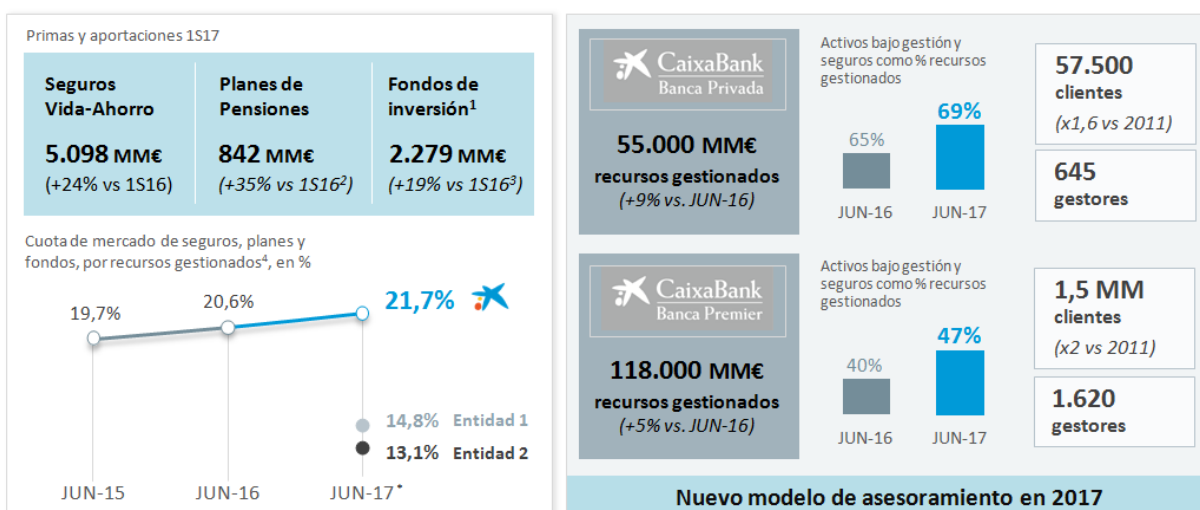 Primas y aportaciones 1S17
Seguros
Vida-Ahorro
5.098 MM€
(+24% vs 1S16)
Planes de
Pensiones
842 MM€
(+35% vs 1S16²)
Fondos de
inversión¹
2.279 MM€
(+19% vs 1S16³)
Cuota de mercado de seguros, planes y
fondos, por recursos gestionados⁴, en %
19,7%
20,6%
21,7%
14,8% Entidad 1
13,1% Entidad 2
JUN-15
JUN-16
JUN-17*
CaixaBank
Banca Privada
55.000 MM€
recursos gestionados
(+9% vs. JUN-16)
Activos bajo gestión y
seguros como % recursos
gestionados
65%
69%
JUN-16
JUN-17
57.500
clientes
(x1,6 vs 2011)
645
gestores
CaixaBank
Banca Premier
118.000 MM€
recursos gestionados
(+5% vs. JUN-16)
Activos bajo gestión y
seguros como % recursos
gestionados
40%
47%
JUN-16
JUN-17
1,5 MM
clientes
(x2 vs 2011)
1.620
gestores
Nuevo modelo de asesoramiento en 2017